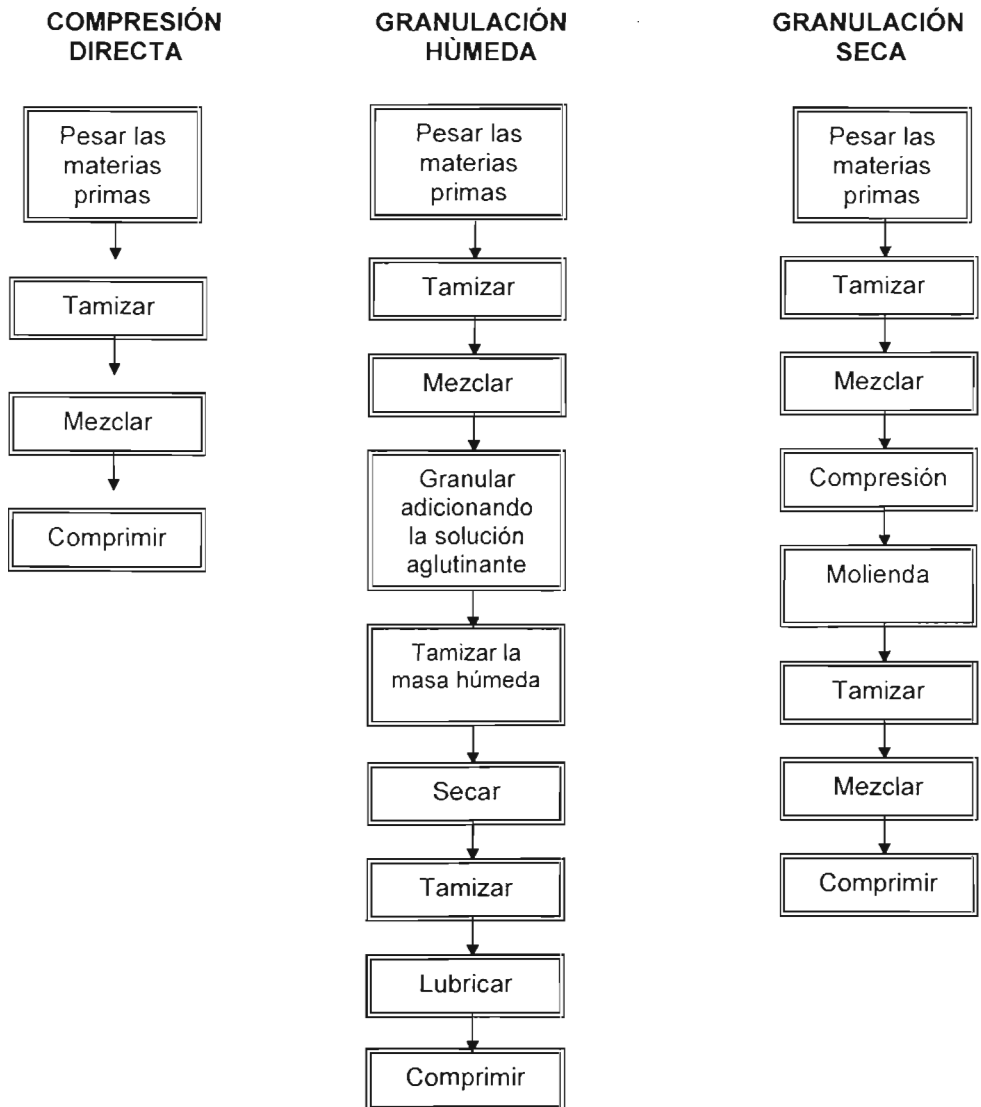 COMPRESIÓN
DIRECTA
Pesar las
materias
primas
Tamizar
Mezclar
Comprimir
GRANULACIÓN
HÙMEDA
Pesar las
materias
primas
Tamizar
Mezclar
Granular
adicionando
la solución
aglutinante
Tamizar la
masa húmeda
Secar
Tamizar
Lubricar
Comprimir
GRANULACIÓN
SECA
Pesar las
materias
primas
Tamizar
Mezclar
Compresión
Molienda
Tamizar
Mezclar
Comprimir